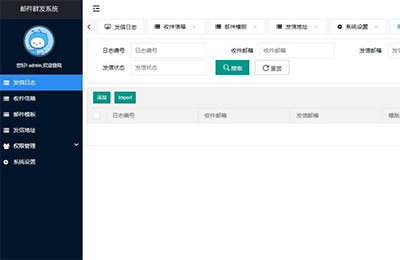 邮件群发系统
您好! admin,欢迎登陆
发信日志
收件信箱
邮件模板
发信地址
权限管理
系统设置
发信日志 收件信箱 × 邮件模板 × 发信地址 × 系统设置 ×
日志编号 日志编号 收件邮箱 收件邮箱 发信邮箱
发信状态 发信状态 搜索 重置
添加 Import
日志编号 收件邮箱 发信邮箱